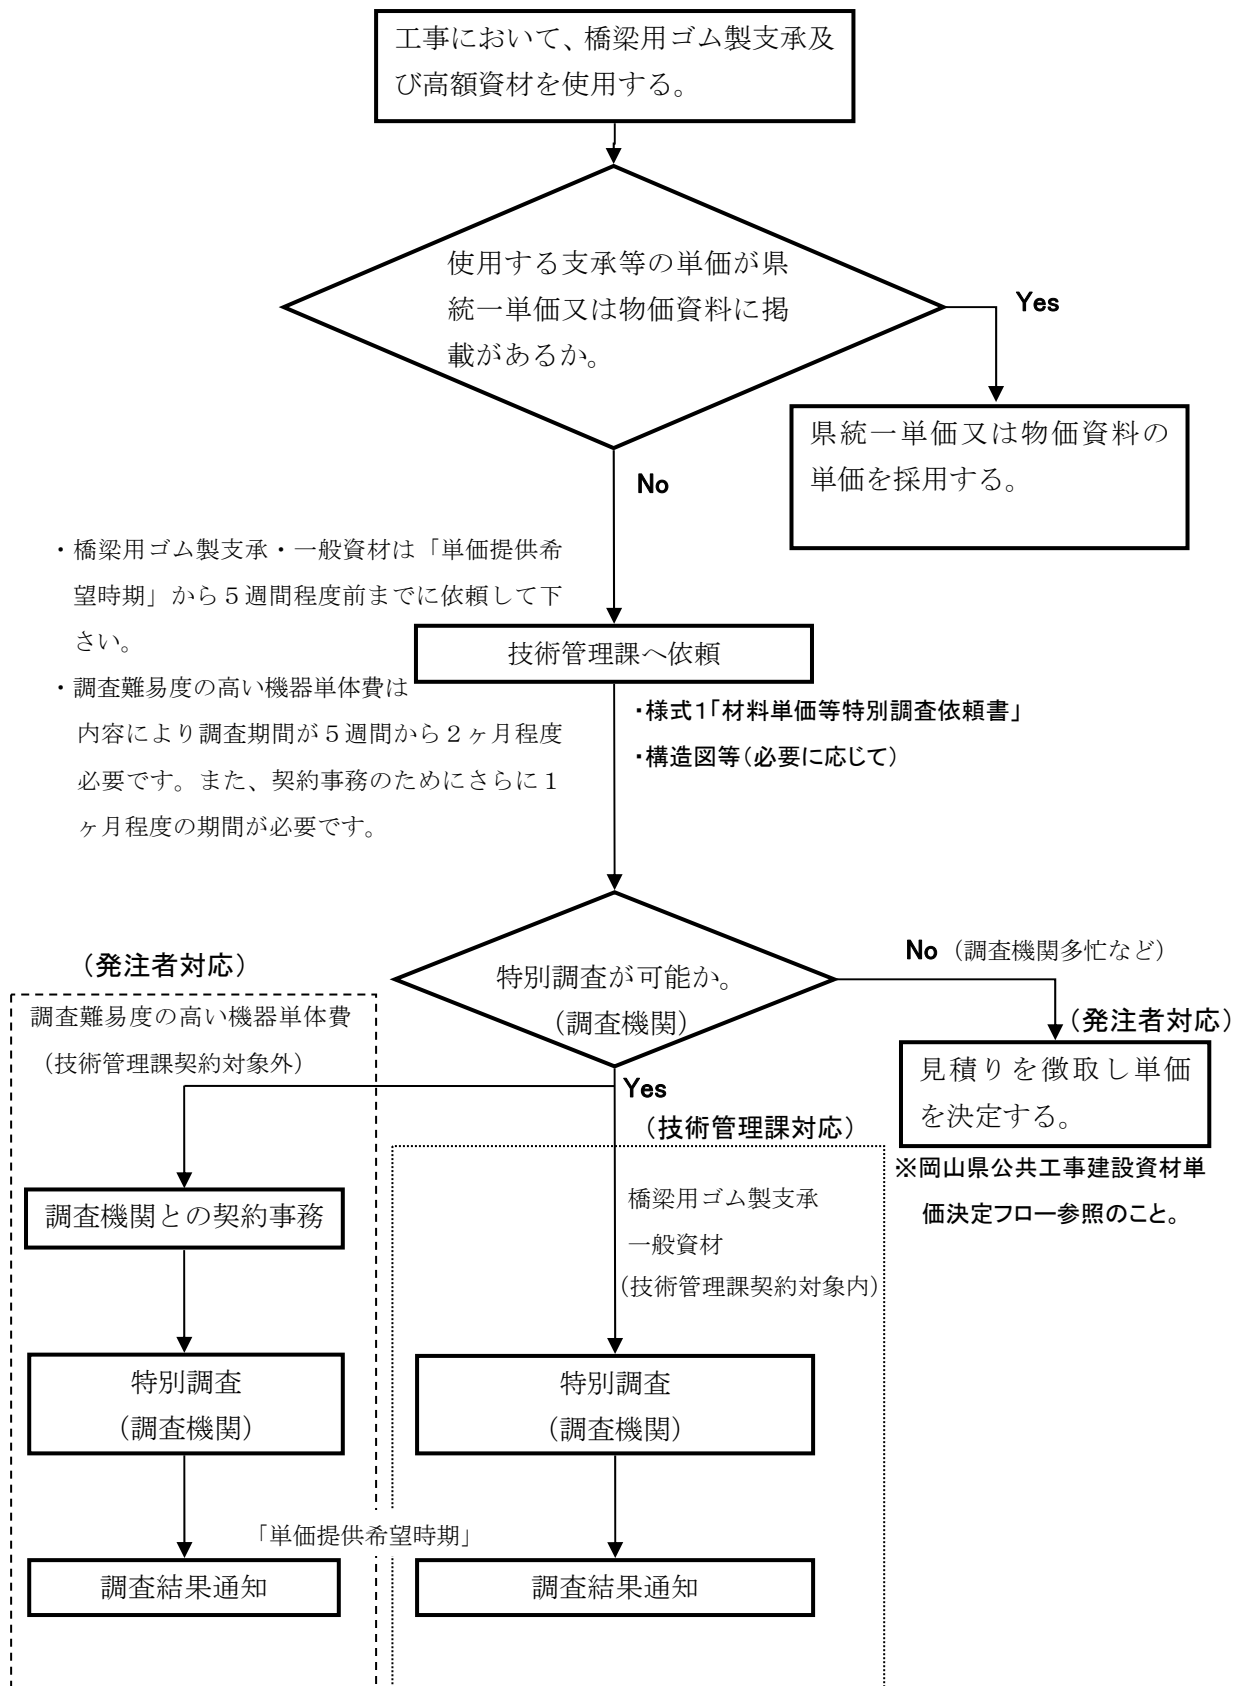 工事において、橋梁用ゴム製支承及
び高額資材を使用する。
使用する支承等の単価が県
統一単価又は物価資料に掲
載があるか。
Yes
県統一単価又は物価資料の
単価を採用する。
No
・橋梁用ゴム製支承・一般資材は「単価提供希
望時期」から５週間程度前までに依頼して下
さい。
・調査難易度の高い機器単体費は
内容により調査期間が５週間から２ヶ月程度
必要です。また、契約事務のためにさらに１
ヶ月程度の期間が必要です。
技術管理課へ依頼
・様式１「材料単価等特別調査依頼書」
・構造図等（必要に応じて）
特別調査が可能か。
（調査機関）
No（調査機関多忙など）
（発注者対応）
見積りを徴取し単価
を決定する。
※岡山県公共工事建設資材単
価決定フロー参照のこと。
Yes
（発注者対応）
調査難易度の高い機器単体費
（技術管理課契約対象外）
調査機関との契約事務
特別調査
（調査機関）
（技術管理課対応）
橋梁用ゴム製支承
一般資材
（技術管理課契約対象内）
特別調査
（調査機関）
「単価提供希望時期」
調査結果通知
調査結果通知